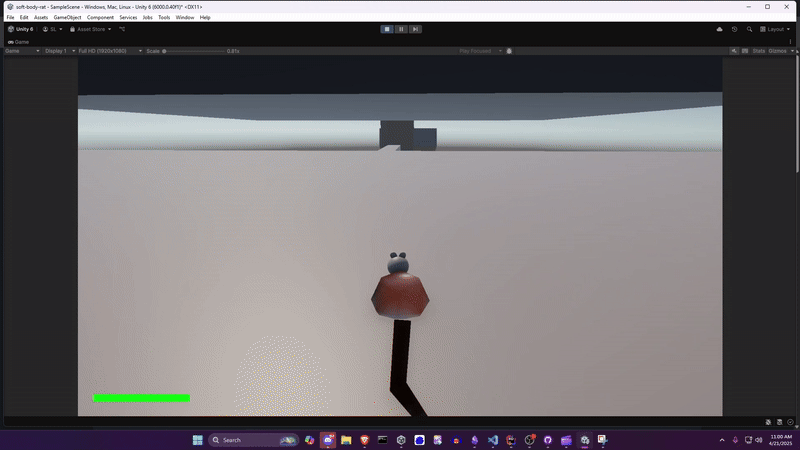 soft-body-rat - SampleScene - Windows, Mac, Linux - Unity 6 (6000.0.40f1)* <DX11>
File Edit Assets GameObject Component Services Jobs Tools Window Help
Unity 6 SL Asset Store Layout
Game
Game Display 1 Full HD (1920x1080) Scale 0.81x Play Focused Stats Gizmos
Search 11:00 AM
4/21/2025